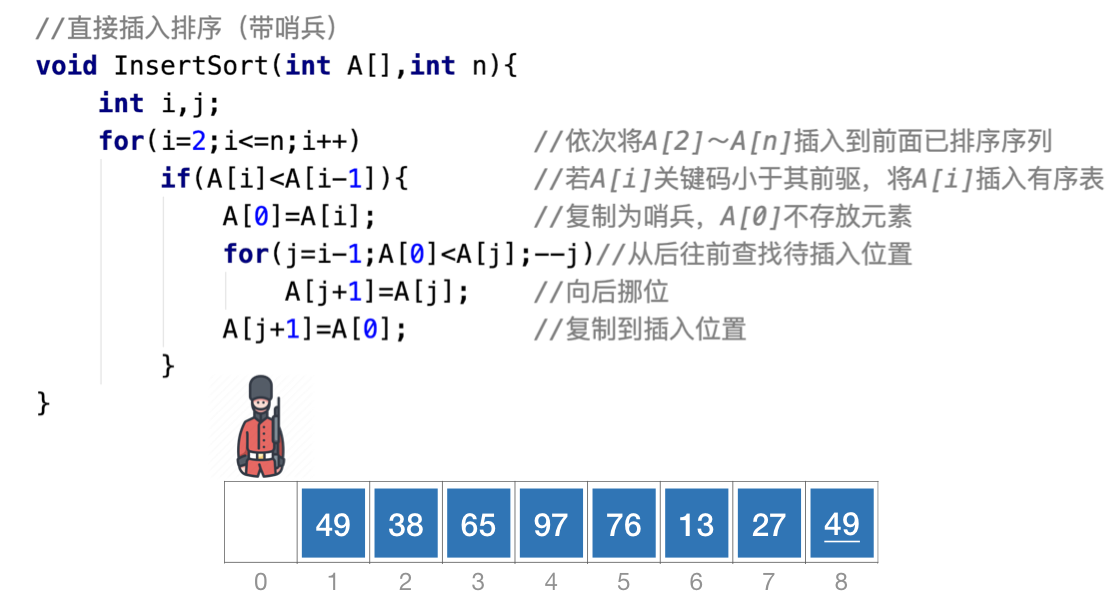 //直接插入排序（带哨兵）
void InsertSort(int A[],int n){
    int i,j;
    for(i=2;i<=n;i++)           //依次将A[2]～A[n]插入到前面已排序序列
        if(A[i]<A[i-1]){        //若A[i]关键码小于其前驱，将A[i]插入有序表
            A[0]=A[i];          //复制为哨兵，A[0]不存放元素
            for(j=i-1;A[0]<A[j];--j)//从后往前查找待插入位置
                A[j+1]=A[j];    //向后挪位
            A[j+1]=A[0];        //复制到插入位置
        }
}
49 38 65 97 76 13 27 49
0 1 2 3 4 5 6 7 8